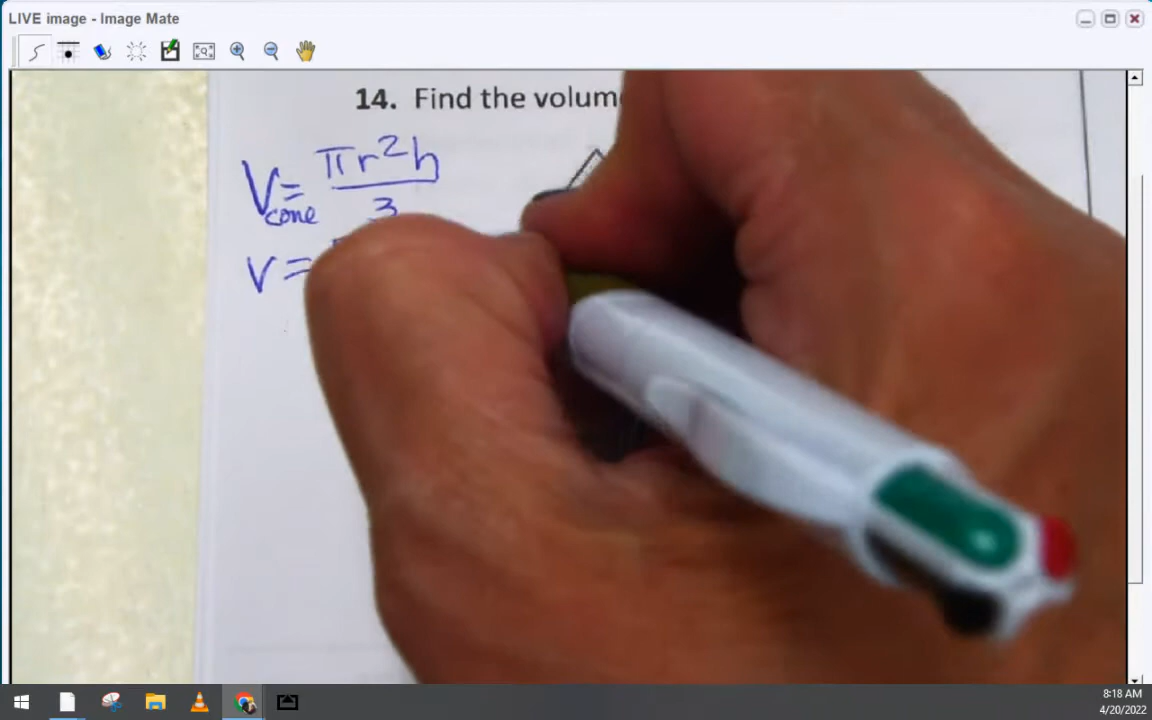 LIVE image - Image Mate
14. Find the volum
V cone = πr²h / 3
V =
8:18 AM
4/20/2022